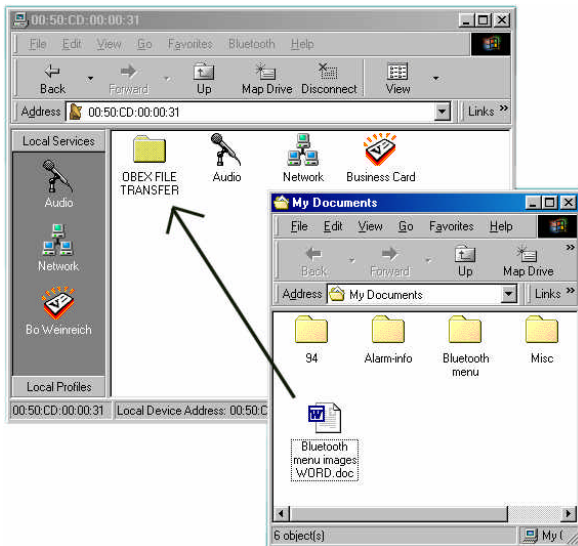 00:50:CD:00:00:31
File Edit View Go Favorites Bluetooth Help
Back Forward Up Map Drive Disconnect View
Address 00:50:CD:00:00:31 Links »
Local Services
Audio
Network
Bo Weinreich
Local Profiles
OBEX FILE
TRANSFER
Audio
Network
Business Card
00:50:CD:00:00:31 Local Device Address: 00:50:C
My Documents
File Edit View Go Favorites Help
Back Forward Up Map Drive »
Address My Documents Links »
94
Alarm-info
Bluetooth
menu
Misc
W
Bluetooth
menu images
WORD.doc
6 object(s) My (